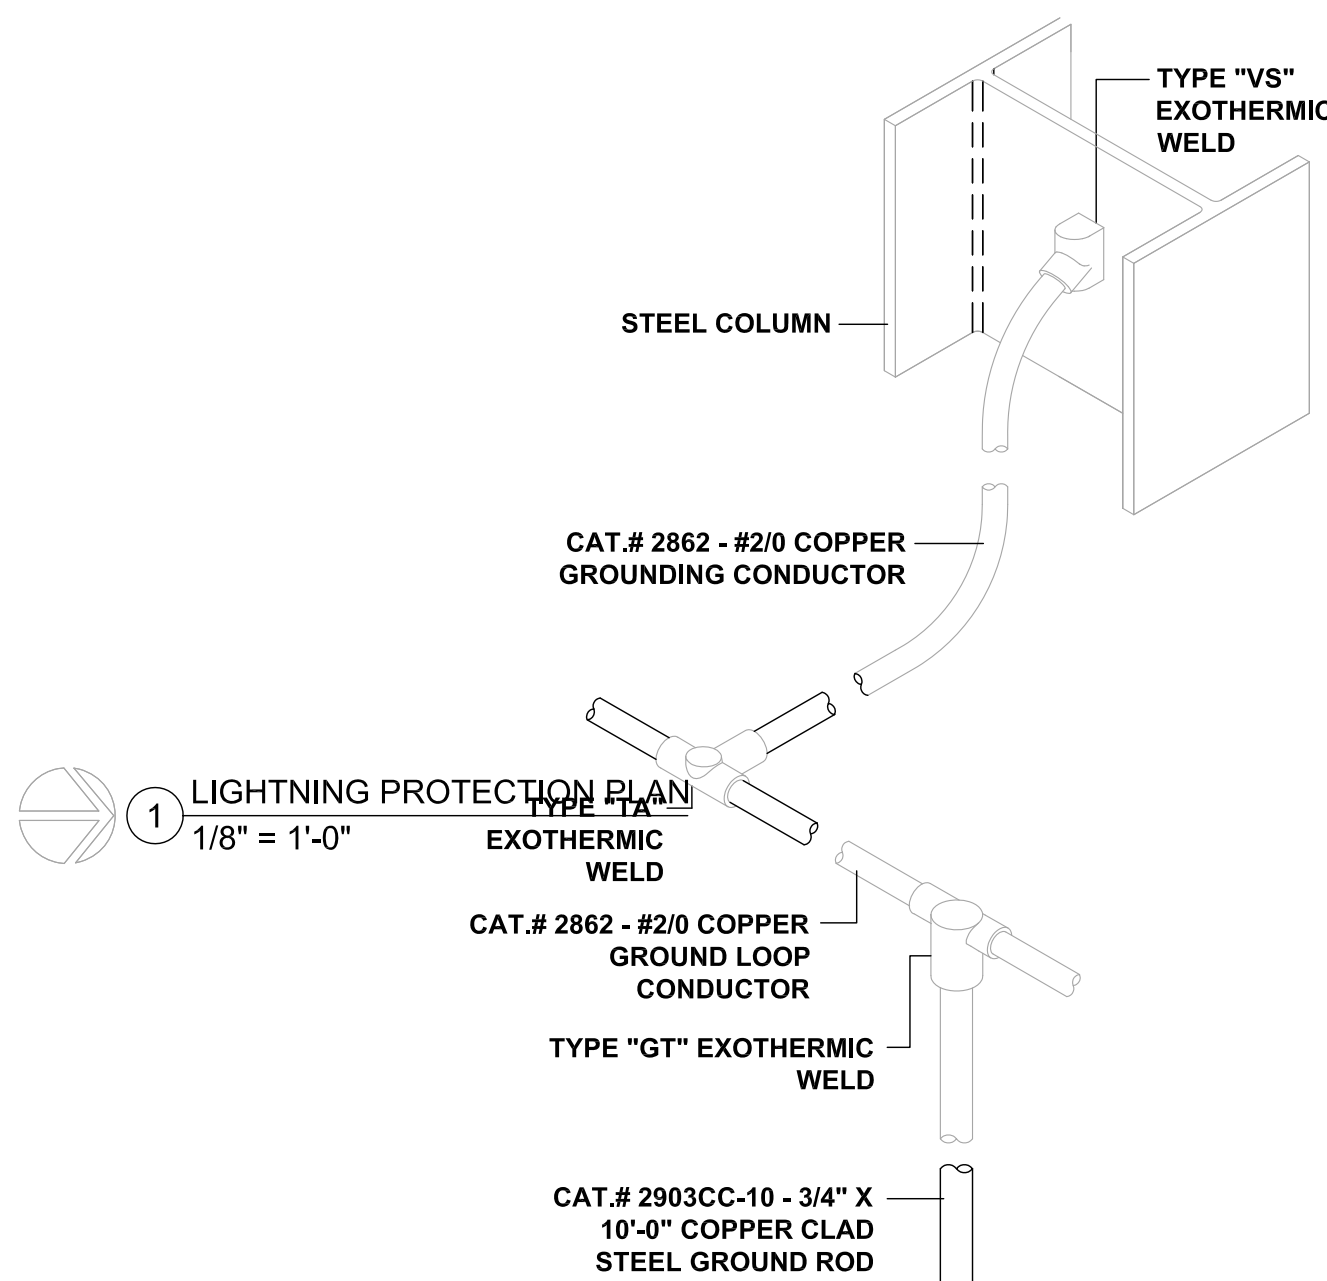 TYPE "VS"
EXOTHERMIC
WELD
STEEL COLUMN
CAT.# 2862 - #2/0 COPPER
GROUNDING CONDUCTOR
1
LIGHTNING PROTECTION PLAN
1/8" = 1'-0"
TYPE "TA"
EXOTHERMIC
WELD
CAT.# 2862 - #2/0 COPPER
GROUND LOOP
CONDUCTOR
TYPE "GT" EXOTHERMIC
WELD
CAT.# 2903CC-10 - 3/4" X
10'-0" COPPER CLAD
STEEL GROUND ROD